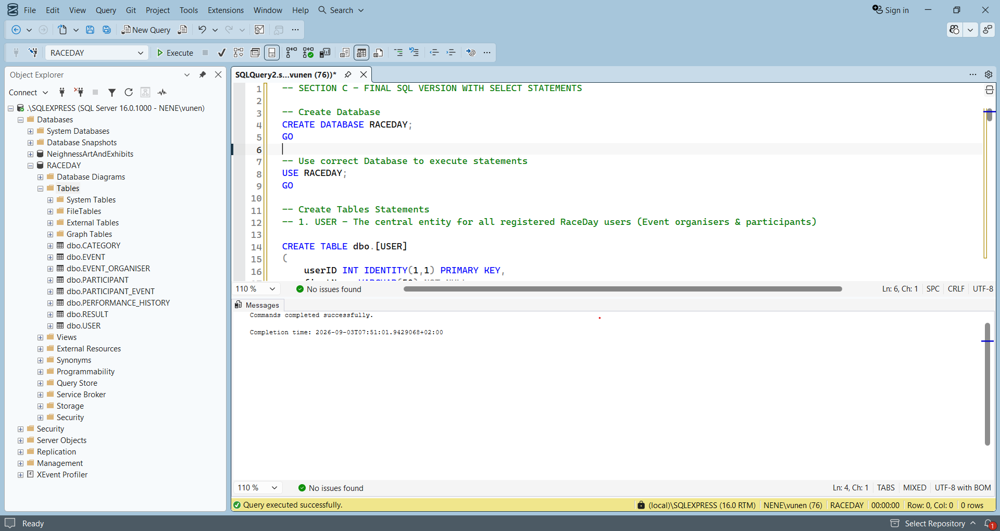 File Edit View Query Git Project Tools Extensions Window Help Search Sign in
New Query
RACEDAY Execute
Object Explorer
Connect
.\SQLEXPRESS (SQL Server 16.0.1000 - NENE\vunen)
Databases
System Databases
Database Snapshots
NeighnessArtAndExhibits
RACEDAY
Database Diagrams
Tables
System Tables
FileTables
External Tables
Graph Tables
dbo.CATEGORY
dbo.EVENT
dbo.EVENT_ORGANISER
dbo.PARTICIPANT
dbo.PARTICIPANT_EVENT
dbo.PERFORMANCE_HISTORY
dbo.RESULT
dbo.USER
Views
External Resources
Synonyms
Programmability
Query Store
Service Broker
Storage
Security
Security
Server Objects
Replication
Management
XEvent Profiler
SQLQuery2.s...vunen (76))*
1 -- SECTION C - FINAL SQL VERSION WITH SELECT STATEMENTS
2
3 -- Create Database
4 CREATE DATABASE RACEDAY;
5 GO
6
7 -- Use correct Database to execute statements
8 USE RACEDAY;
9 GO
10
11 -- Create Tables Statements
12 -- 1. USER - The central entity for all registered RaceDay users (Event organisers & participants)
13
14 CREATE TABLE dbo.[USER]
15 (
16 userID INT IDENTITY(1,1) PRIMARY KEY,
110 % No issues found Ln: 6, Ch: 1 SPC CRLF UTF-8
Messages
Commands completed successfully.
Completion time: 2026-09-03T07:51:01.9429068+02:00
110 % No issues found Ln: 4, Ch: 1 TABS MIXED UTF-8 with BOM
Query executed successfully. (local)\SQLEXPRESS (16.0 RTM) NENE\vunen (76) RACEDAY 00:00:00 Row: 0, Col: 0 0 rows
Ready Select Repository 1